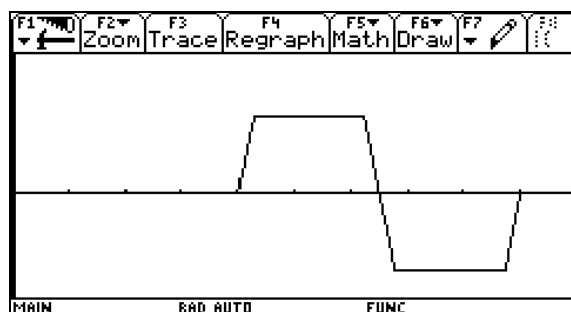 F1 F2 F3 F4 F5 F6 F7
Zoom Trace Regraph Math Draw
MAIN RAD AUTO FUNC